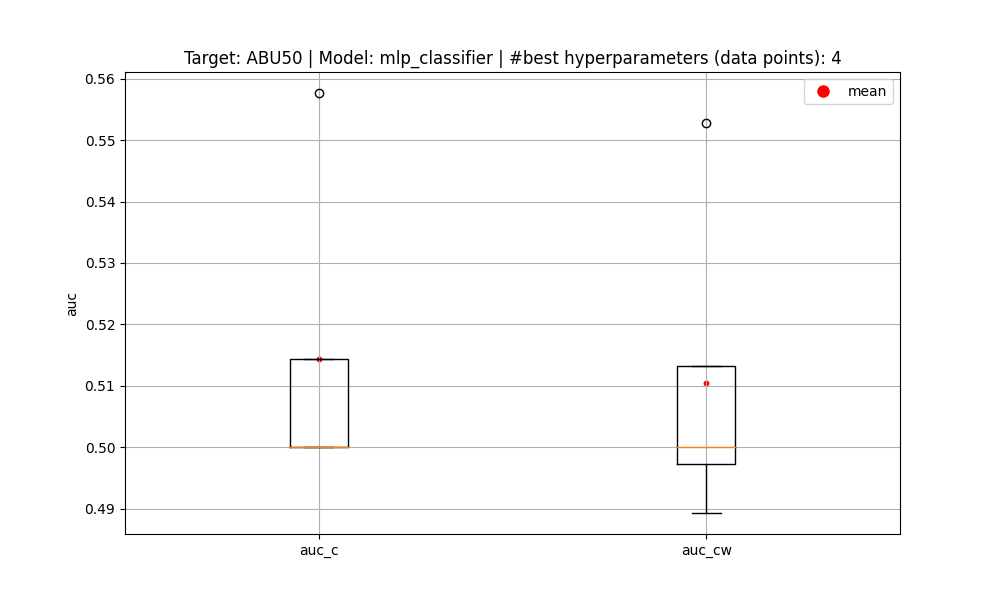 Target: ABU50 | Model: mlp_classifier | #best hyperparameters (data points): 4
mean
0.56
0.55
0.54
0.53
0.52
0.51
0.50
0.49
auc
auc_c
auc_cw